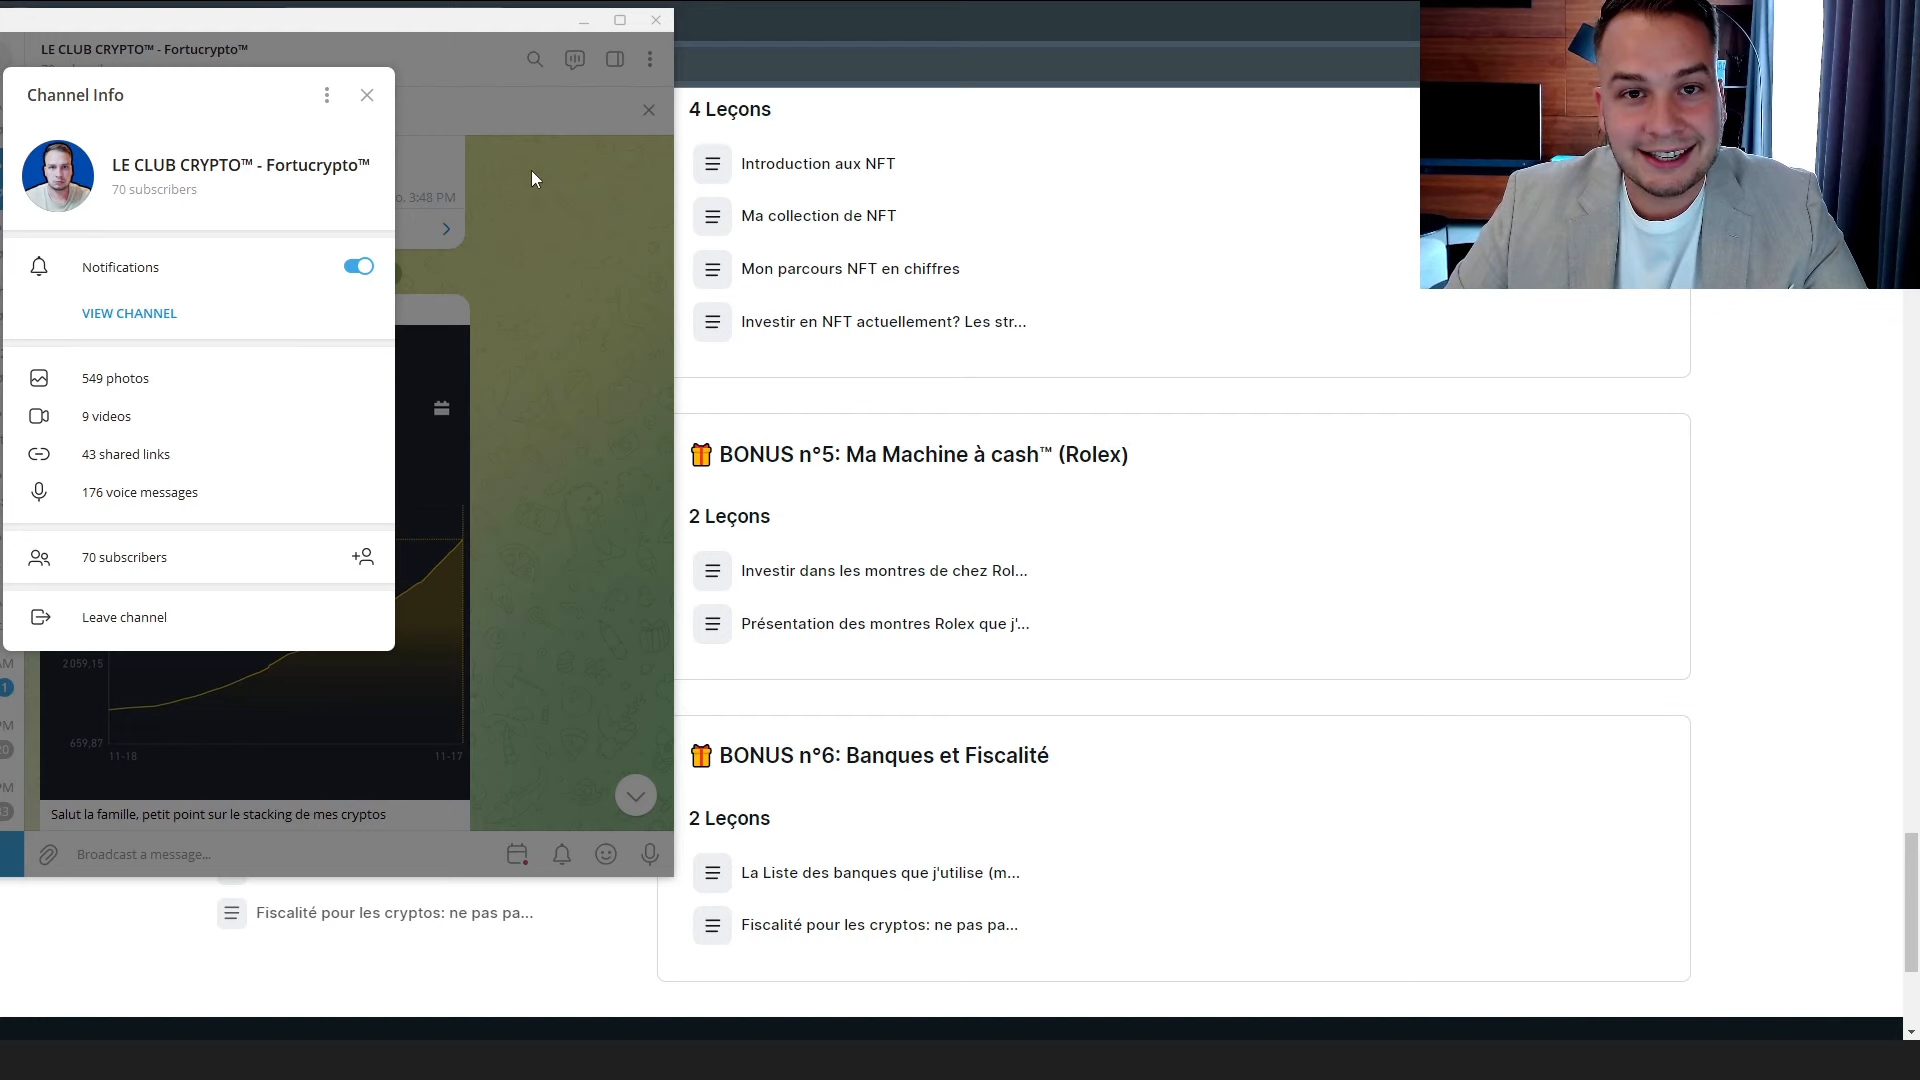 LE CLUB CRYPTO™ - Fortucrypto™
Channel Info
LE CLUB CRYPTO™ - Fortucrypto™
70 subscribers
Notifications
VIEW CHANNEL
549 photos
9 videos
43 shared links
176 voice messages
70 subscribers
Leave channel
3:48 PM
2059,15
659,87
11-18
11-17
Salut la famille, petit point sur le stacking de mes cryptos
Broadcast a message...
AM
1
PM
20
PM
Fiscalité pour les cryptos: ne pas pa...
4 Leçons
Introduction aux NFT
Ma collection de NFT
Mon parcours NFT en chiffres
Investir en NFT actuellement? Les str...
BONUS n°5: Ma Machine à cash™ (Rolex)
2 Leçons
Investir dans les montres de chez Rol...
Présentation des montres Rolex que j'...
BONUS n°6: Banques et Fiscalité
2 Leçons
La Liste des banques que j'utilise (m...
Fiscalité pour les cryptos: ne pas pa...